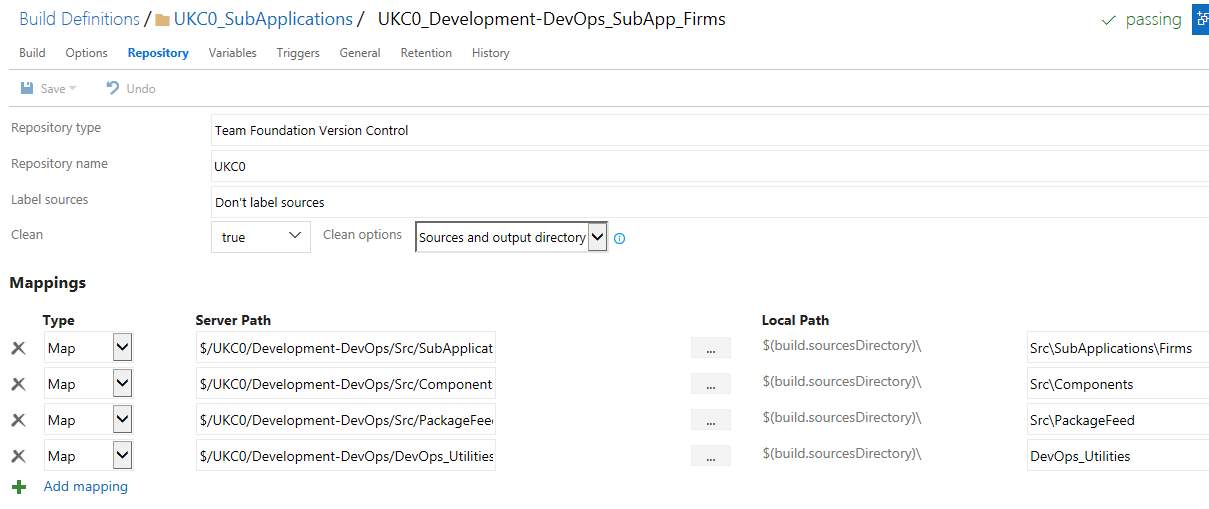 Build Definitions / UKC0_SubApplications / UKC0_Development-DevOps_SubApp_Firms passing
Build Options Repository Variables Triggers General Retention History
Save Undo
Repository type Team Foundation Version Control
Repository name UKC0
Label sources Don't label sources
Clean true Clean options Sources and output directory
Mappings
Type Server Path Local Path
Map $/UKC0/Development-DevOps/Src/SubApplicat ... $(build.sourcesDirectory)\ Src\SubApplications\Firms
Map $/UKC0/Development-DevOps/Src/Component ... $(build.sourcesDirectory)\ Src\Components
Map $/UKC0/Development-DevOps/Src/PackageFee ... $(build.sourcesDirectory)\ Src\PackageFeed
Map $/UKC0/Development-DevOps/DevOps_Utilities ... $(build.sourcesDirectory)\ DevOps_Utilities
Add mapping